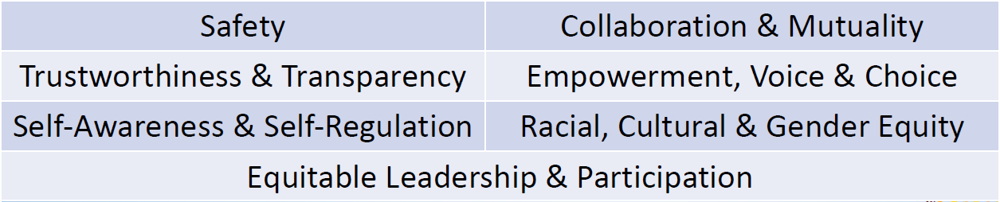 Safety
Collaboration & Mutuality
Trustworthiness & Transparency
Empowerment, Voice & Choice
Self-Awareness & Self-Regulation
Racial, Cultural & Gender Equity
Equitable Leadership & Participation